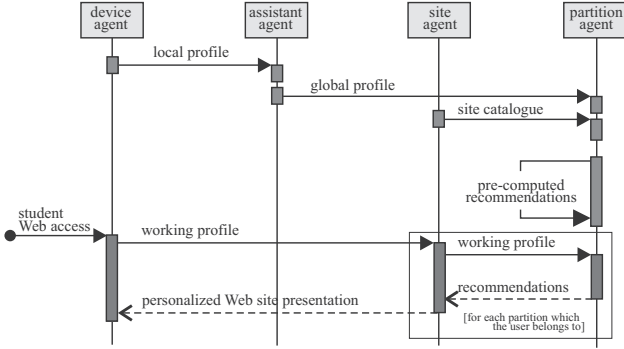 device
agent
assistant
agent
site
agent
partition
agent
local profile
global profile
site catalogue
pre-computed
recommendations
student
Web access
working profile
working profile
recommendations
personalized Web site presentation
[for each partition which
the user belongs to]